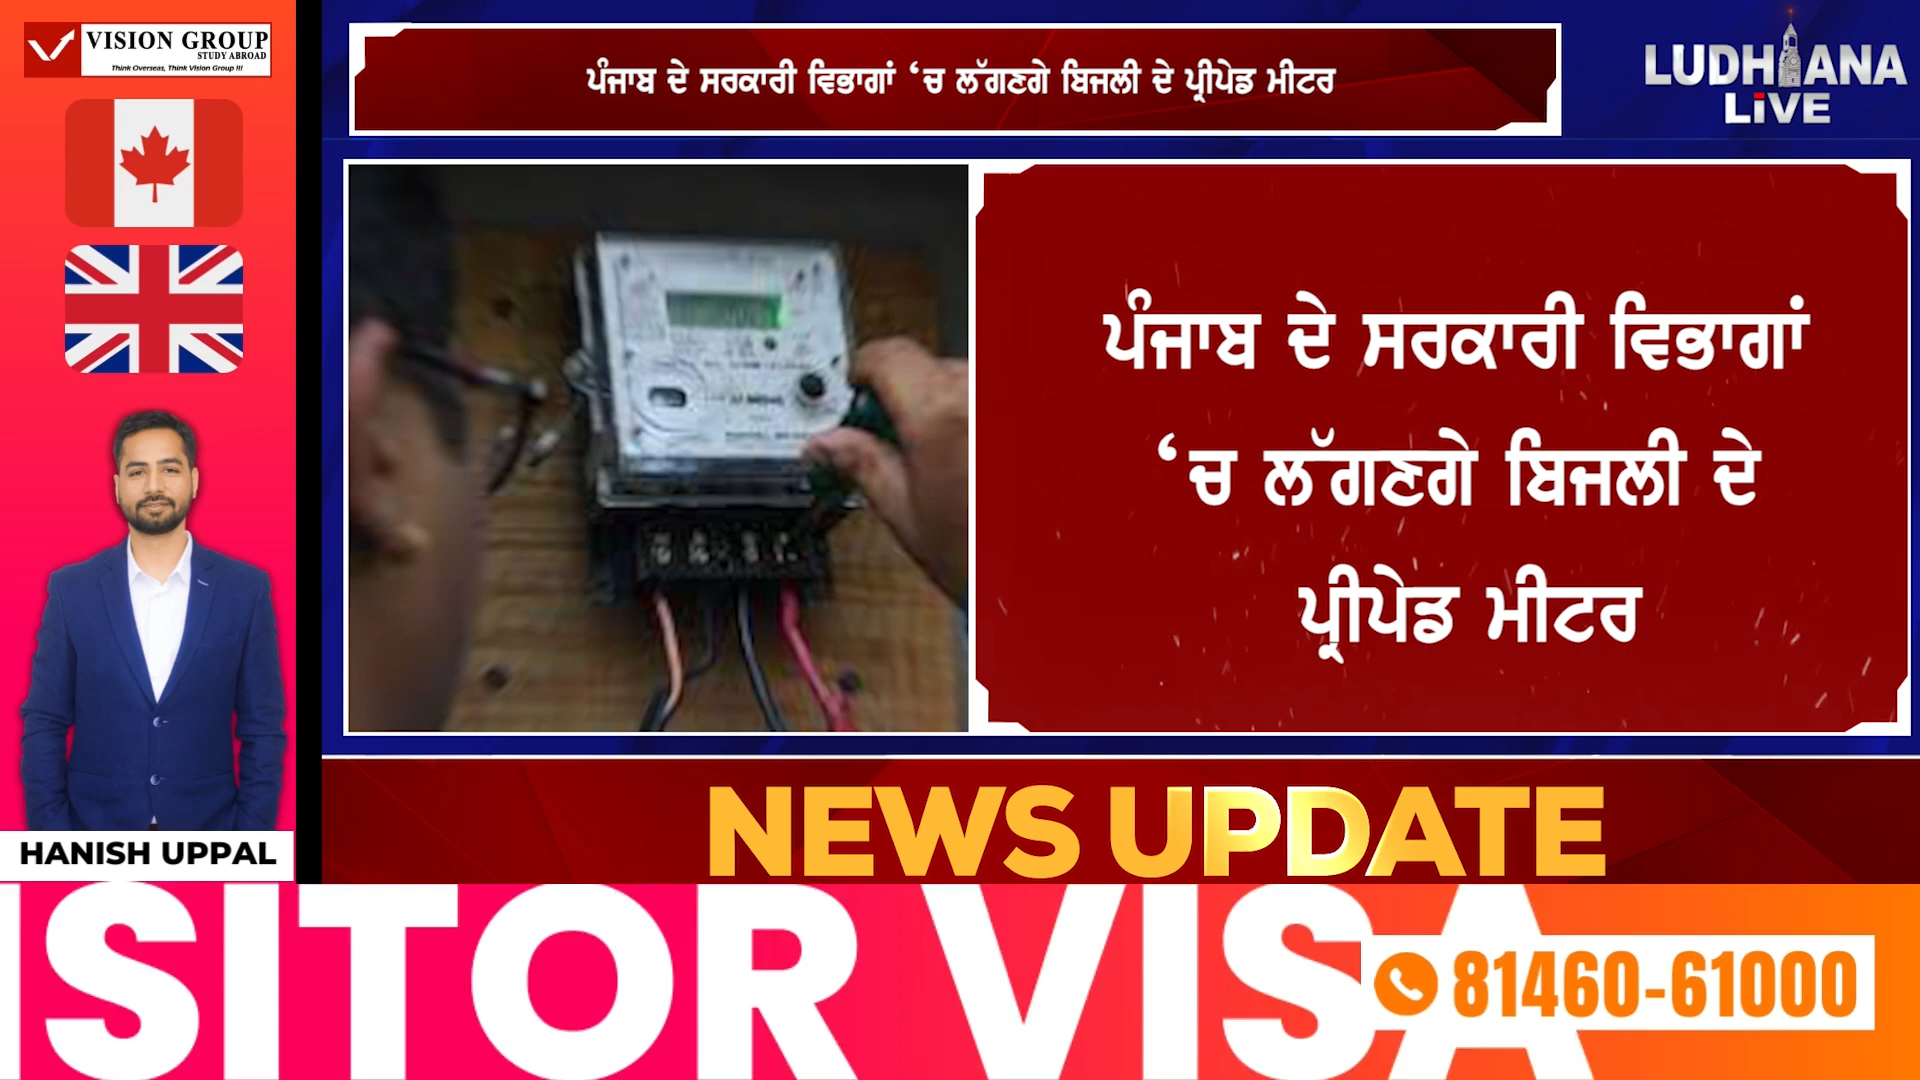 VISION GROUP
STUDY ABROAD
Think Overseas, Think Vision Group !!!
ਪੰਜਾਬ ਦੇ ਸਰਕਾਰੀ ਵਿਭਾਗਾਂ ‘ਚ ਲੱਗਣਗੇ ਬਿਜਲੀ ਦੇ ਪ੍ਰੀਪੇਡ ਮੀਟਰ
LUDHIANA
LiVE
ਪੰਜਾਬ ਦੇ ਸਰਕਾਰੀ ਵਿਭਾਗਾਂ
‘ਚ ਲੱਗਣਗੇ ਬਿਜਲੀ ਦੇ
ਪ੍ਰੀਪੇਡ ਮੀਟਰ
NEWS UPDATE
HANISH UPPAL
ISITOR VISA
81460-61000